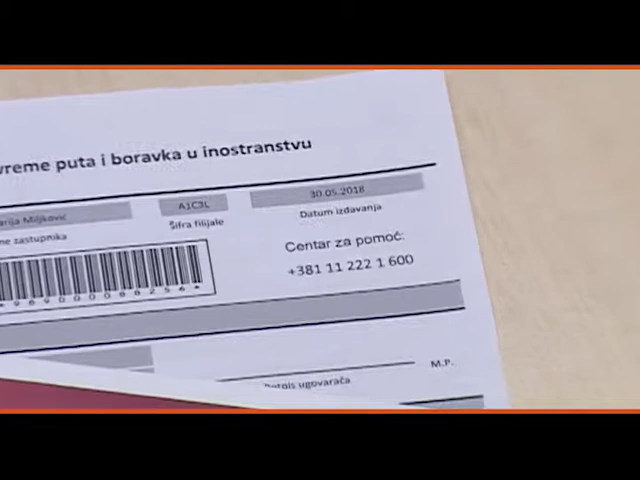 vreme puta i boravka u inostranstvu
arija Miljković
A1C3L
30.05.2018
me zastupnika
Šifra filijale
Datum izdavanja
Centar za pomoć:
+381 11 222 1 600
M.P.
Potpis ugovarača